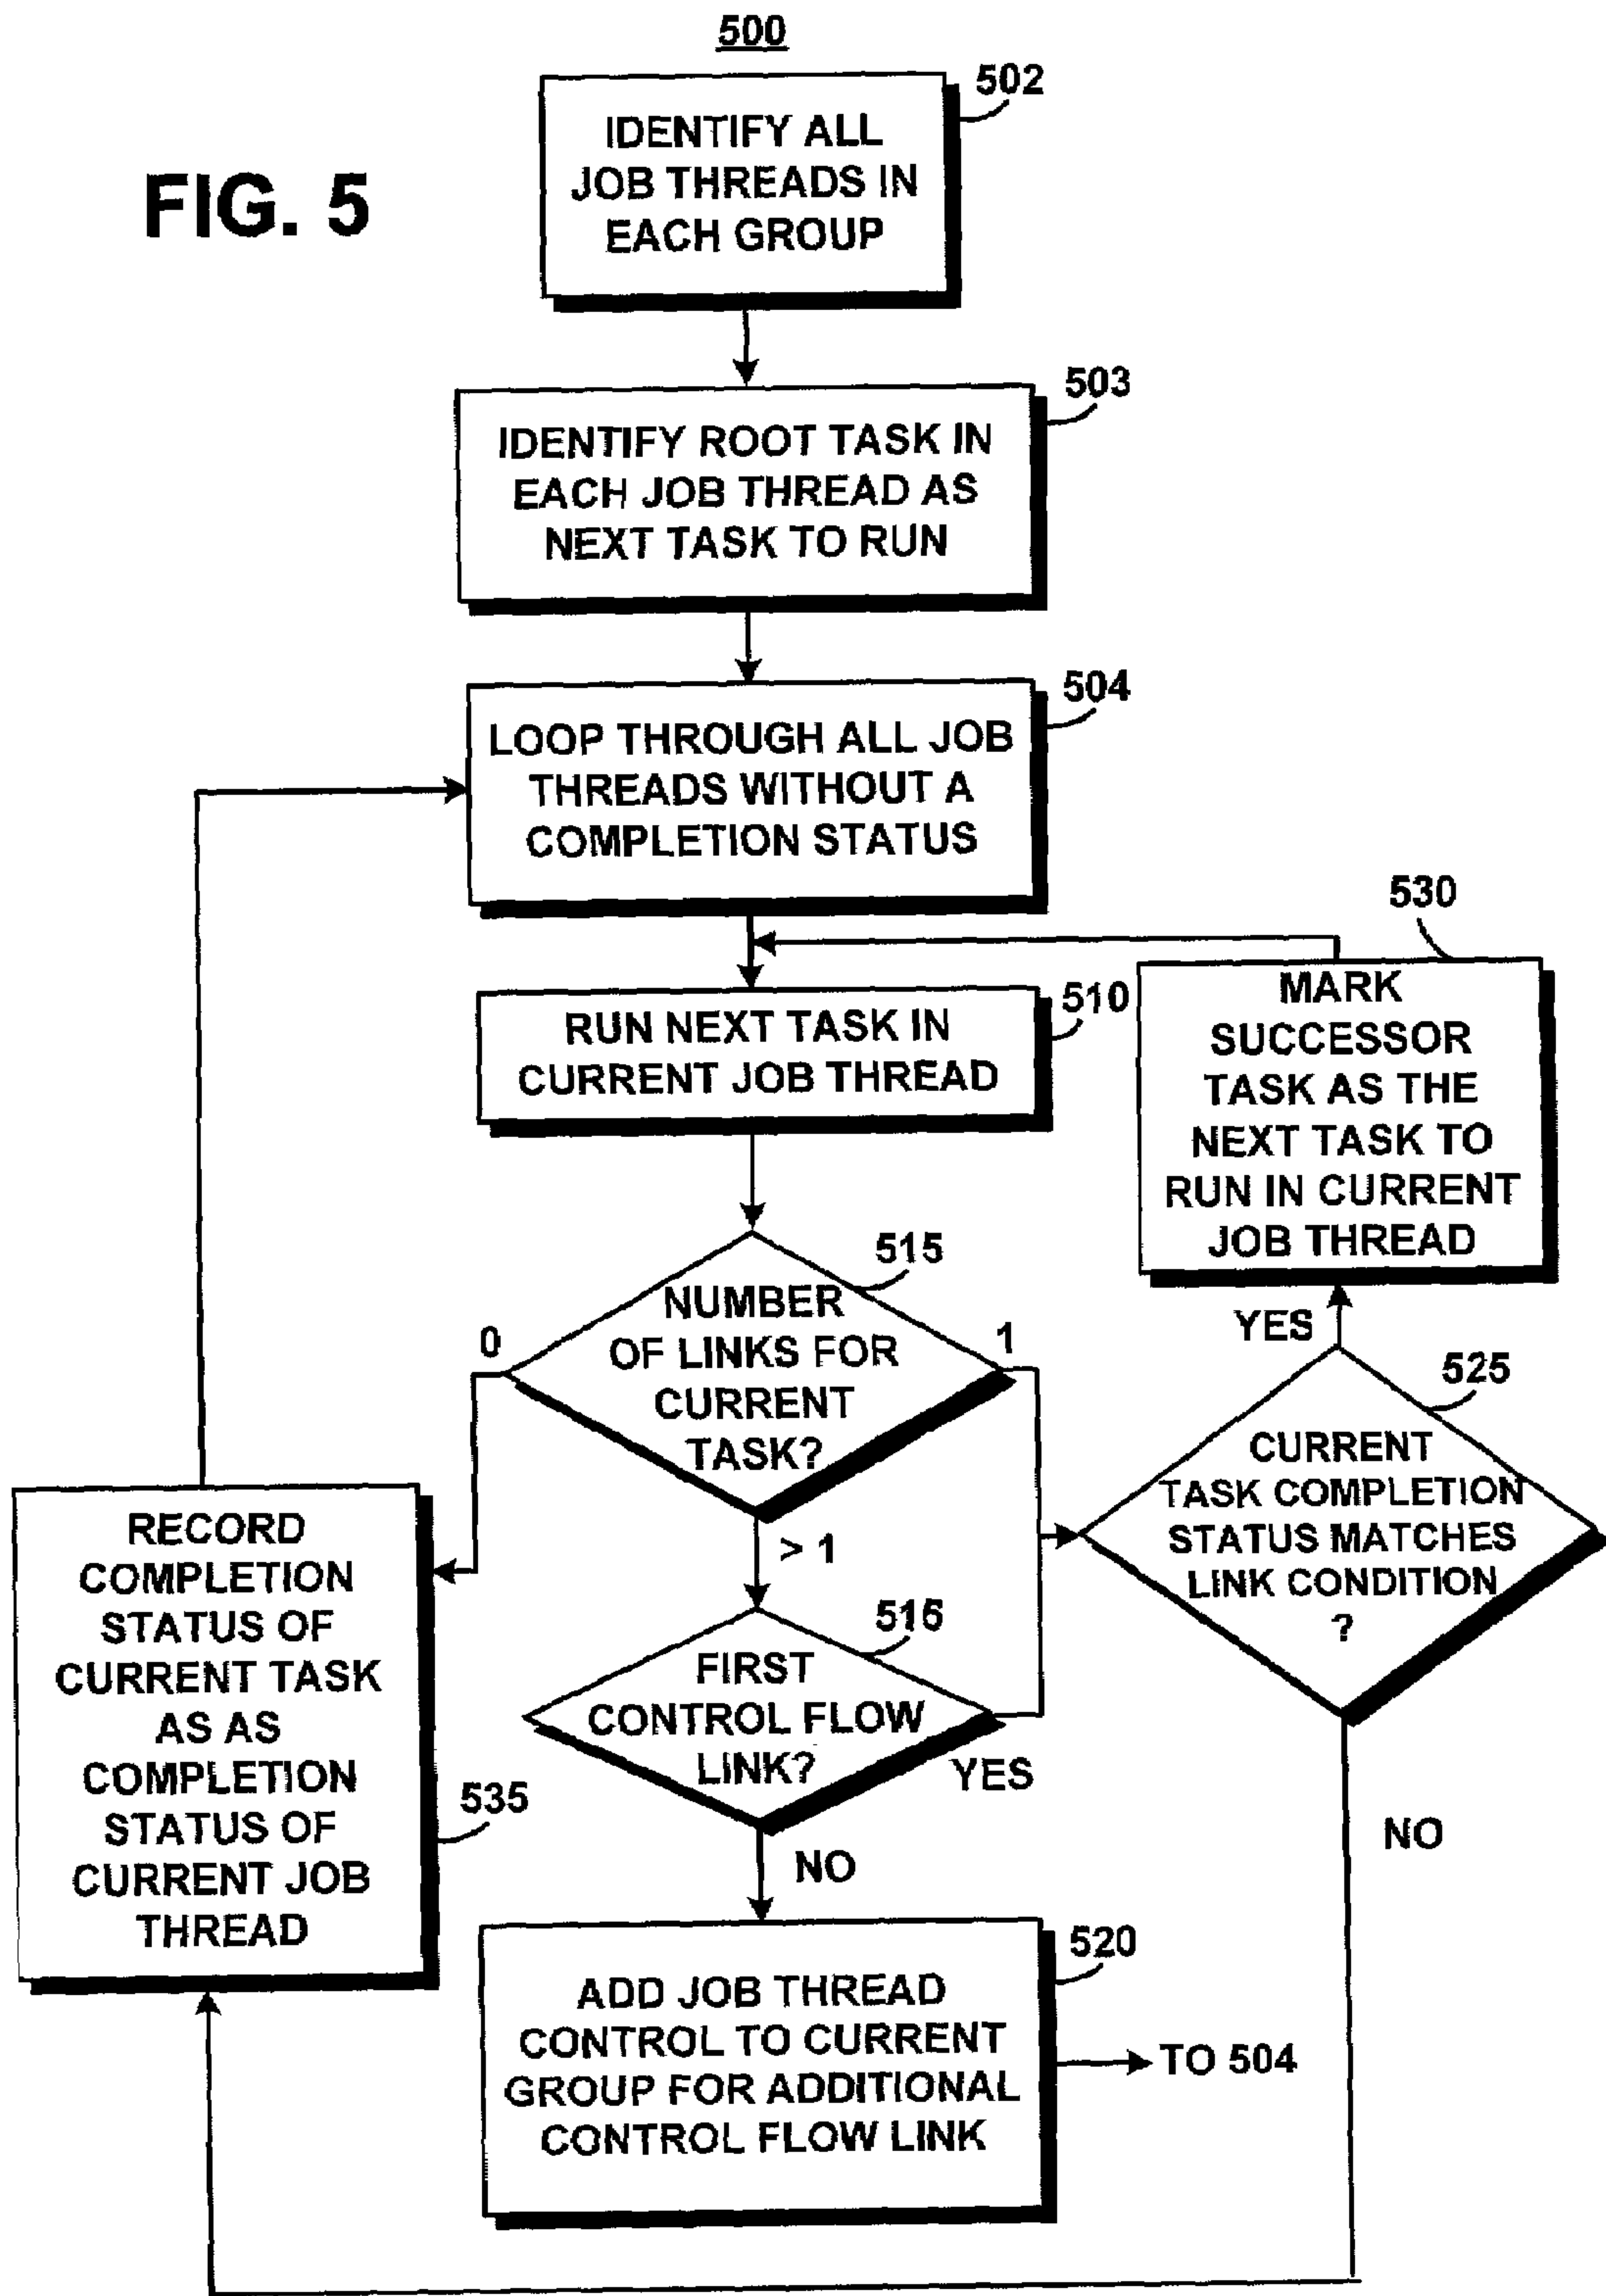 500
502
IDENTIFY ALL
JOB THREADS IN
EACH GROUP
FIG. 5
503
IDENTIFY ROOT TASK IN
EACH JOB THREAD AS
NEXT TASK TO RUN
504
LOOP THROUGH ALL JOB
THREADS WITHOUT A
COMPLETION STATUS
530
MARK
SUCCESSOR
TASK AS THE
NEXT TASK TO
RUN IN CURRENT
JOB THREAD
510
RUN NEXT TASK IN
CURRENT JOB THREAD
515
NUMBER
OF LINKS FOR
CURRENT
TASK?
0
1
> 1
YES
525
CURRENT
TASK COMPLETION
STATUS MATCHES
LINK CONDITION
?
NO
516
FIRST
CONTROL FLOW
LINK?
YES
NO
RECORD
COMPLETION
STATUS OF
CURRENT TASK
AS AS
COMPLETION
STATUS OF
CURRENT JOB
THREAD
535
520
ADD JOB THREAD
CONTROL TO CURRENT
GROUP FOR ADDITIONAL
CONTROL FLOW LINK
TO 504